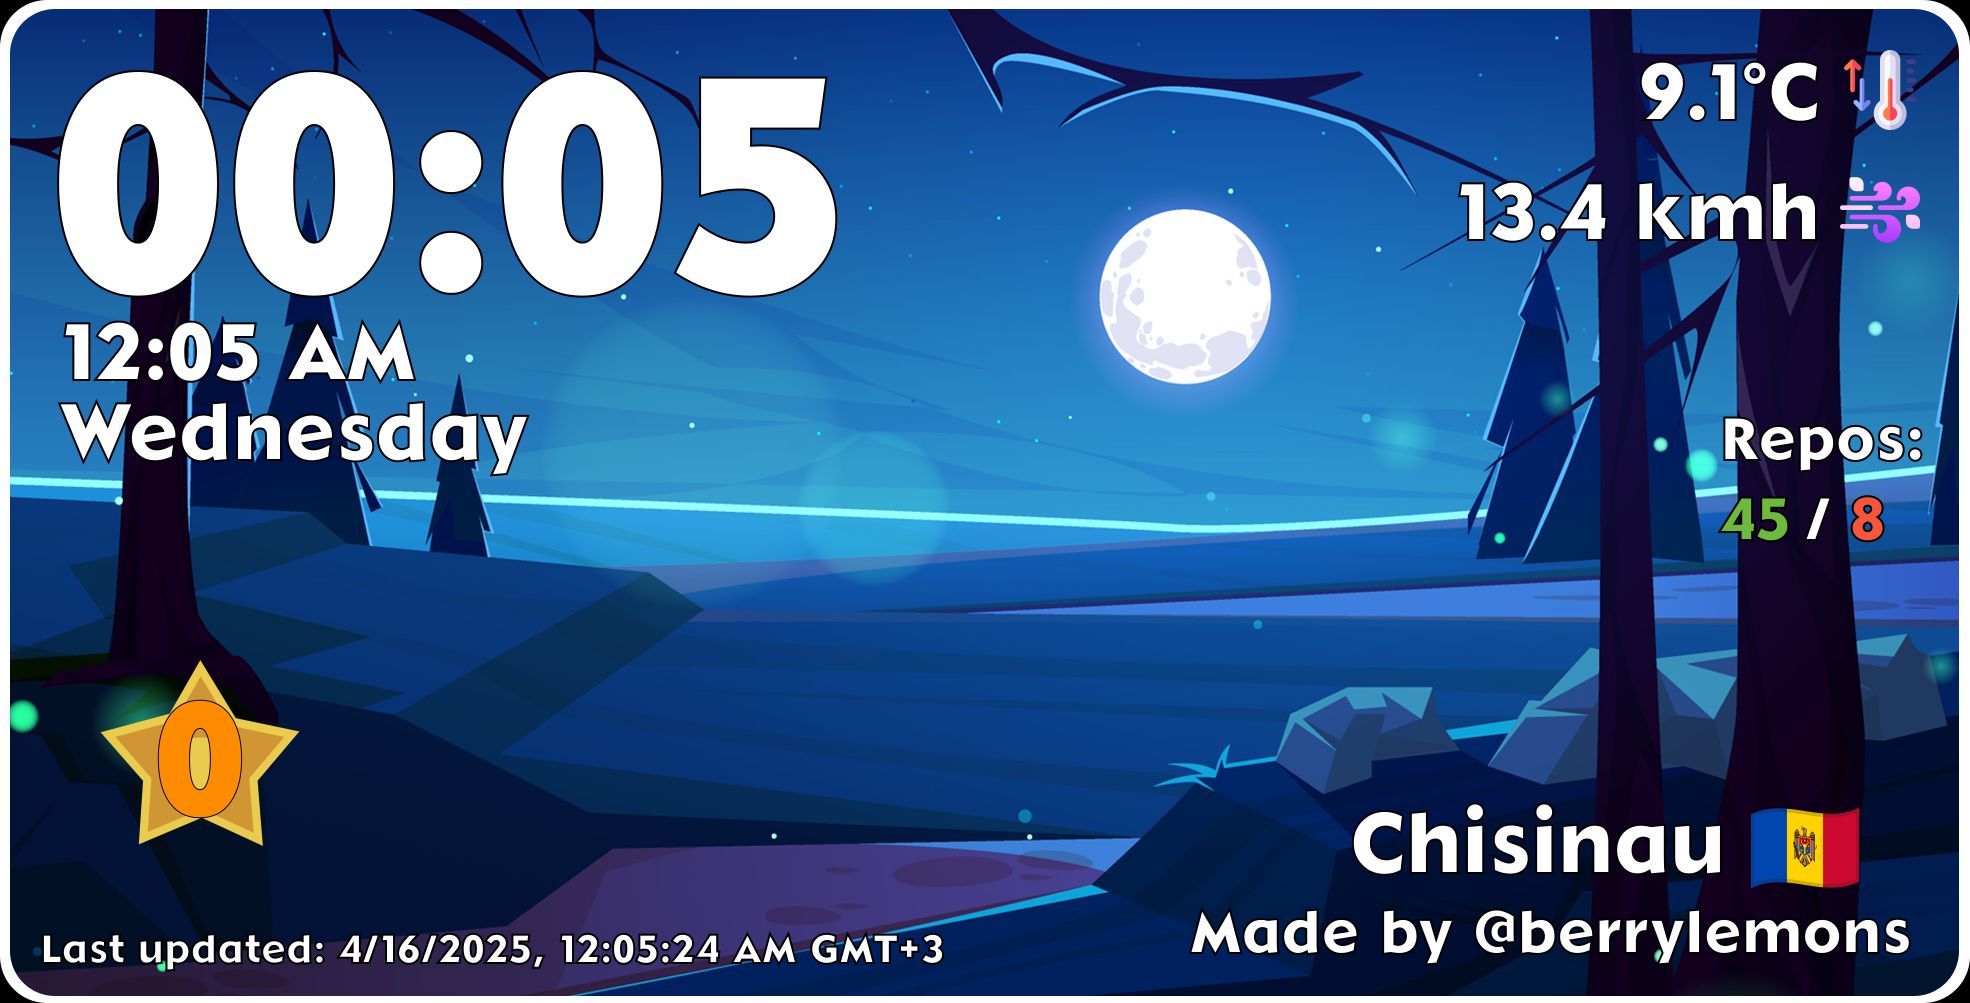 00:05
12:05 AM
Wednesday
9.1°C
13.4 kmh
Repos:
45 / 8
0
Chisinau
Made by @berrylemons
Last updated: 4/16/2025, 12:05:24 AM GMT+3